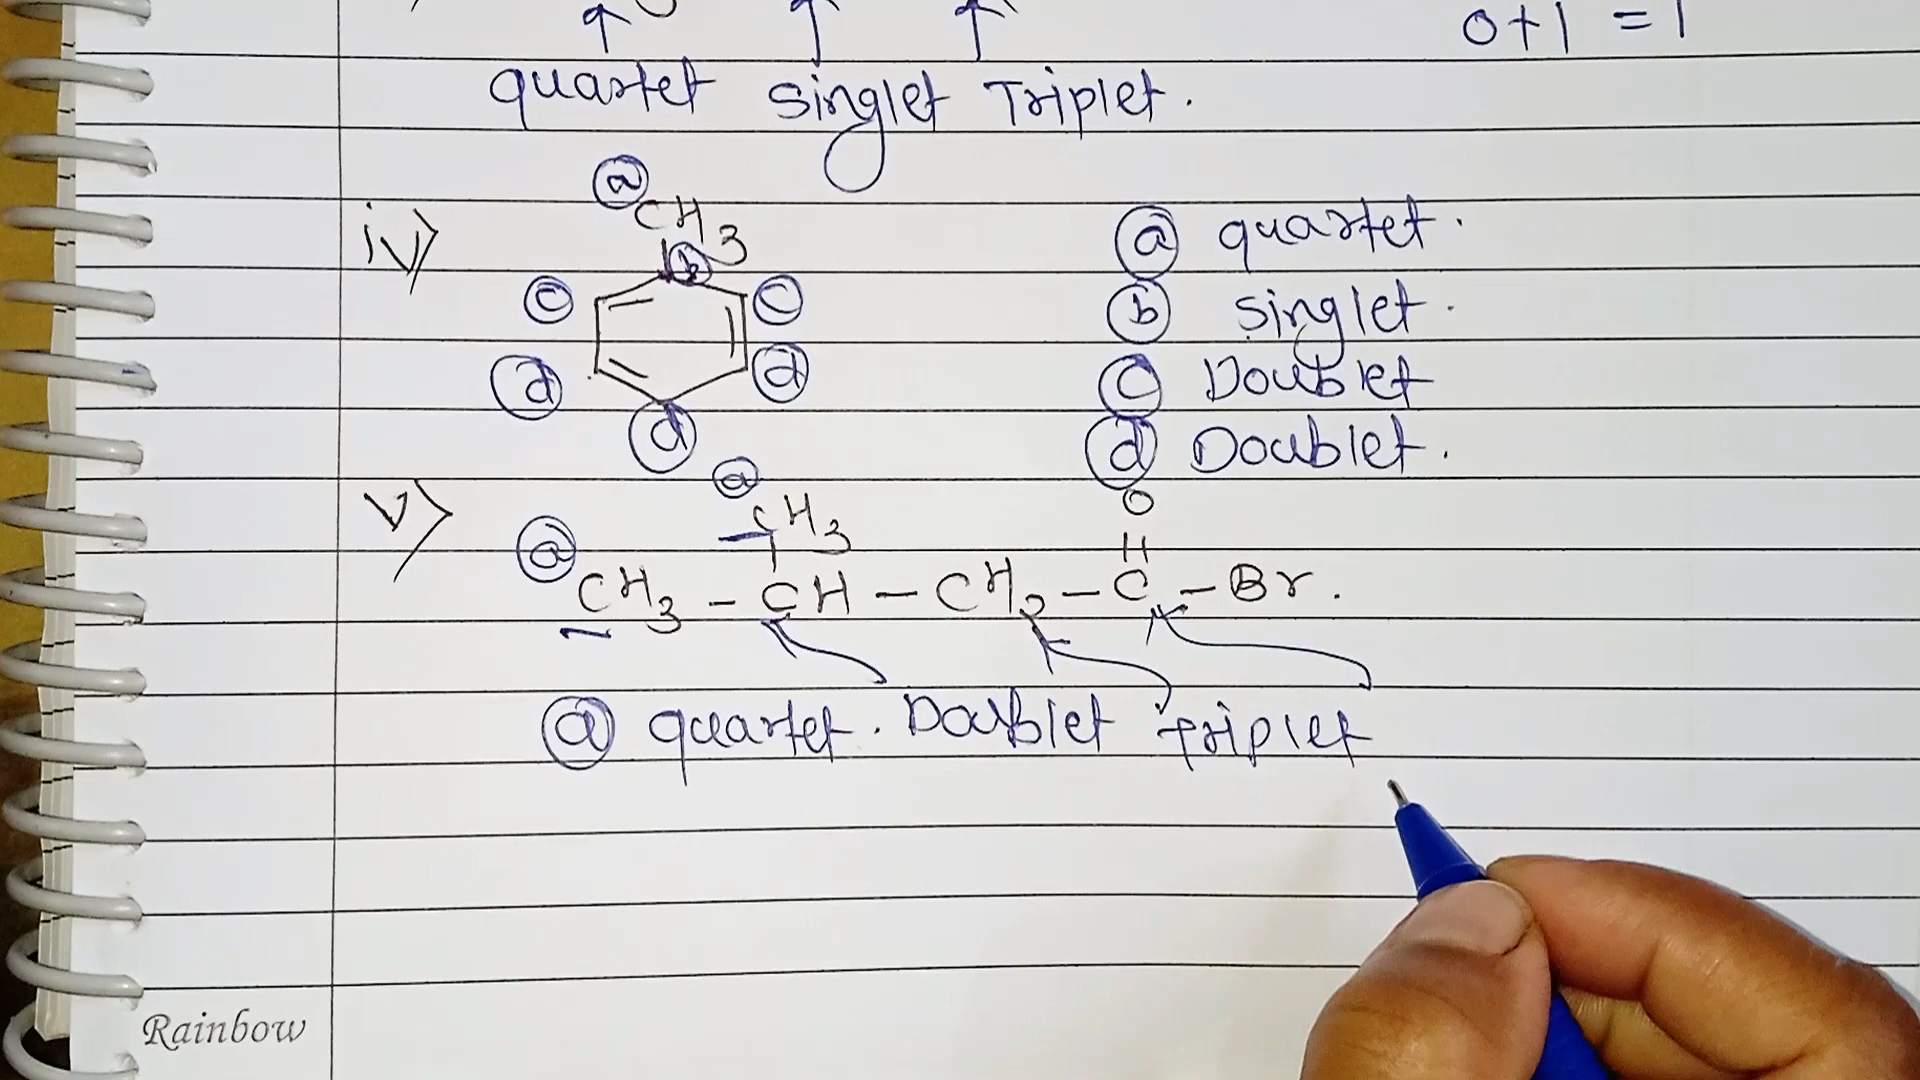 0+1 = 1
quartet singlet Triplet.
iv) ⓐ
CH3 ⓐ quartet.
ⓑ
ⓒ ⓒ ⓑ singlet.
ⓓ ⓓ ⓒ Doublet
ⓓ ⓓ Doublet.
v) ⓐ CH3 O
ⓐ CH3 - CH - CH2 - C - Br.
ⓐ quartet. Doublet triplet
Rainbow